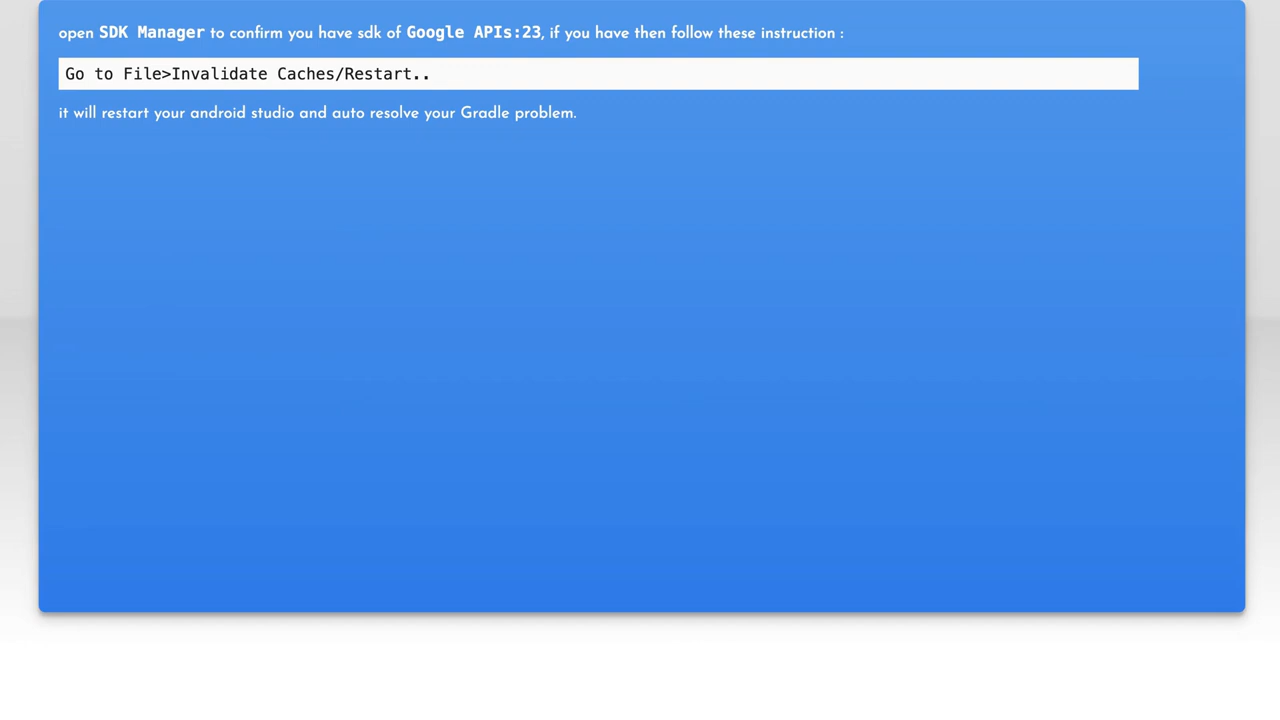 open SDK Manager to confirm you have sdk of Google APIs:23, if you have then follow these instruction :
Go to File>Invalidate Caches/Restart..
it will restart your android studio and auto resolve your Gradle problem.